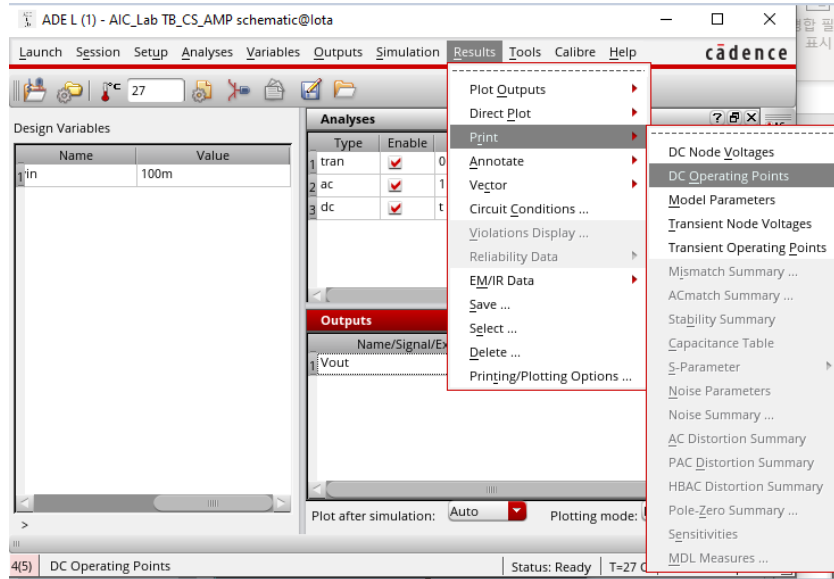 ADE L (1) - AIC_Lab TB_CS_AMP schematic@Iota
Launch Session Setup Analyses Variables Outputs Simulation Results Tools Calibre Help
cādence
27
Design Variables
Name Value
100m
Analyses
Type Enable
1 tran 0
2 ac 1
3 dc t
Outputs
Name/Signal/Ex
1 Vout
Plot after simulation: Auto Plotting mode:
>
4(5) DC Operating Points Status: Ready T=27 C
Plot Outputs
Direct Plot
Print
Annotate
Vector
Circuit Conditions ...
Violations Display ...
Reliability Data
EM/IR Data
Save ...
Select ...
Delete ...
Printing/Plotting Options ...
DC Node Voltages
DC Operating Points
Model Parameters
Transient Node Voltages
Transient Operating Points
Mismatch Summary ...
ACmatch Summary ...
Stability Summary
Capacitance Table
S-Parameter
Noise Parameters
Noise Summary ...
AC Distortion Summary
PAC Distortion Summary
HBAC Distortion Summary
Pole-Zero Summary ...
Sensitivities
MDL Measures ...
표시